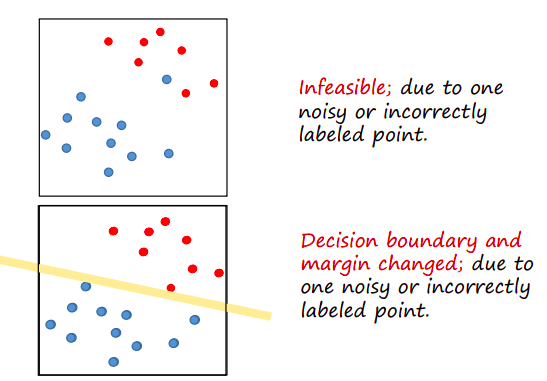 Infeasible; due to one
noisy or incorrectly
labeled point.
Decision boundary and
margin changed; due to
one noisy or incorrectly
labeled point.